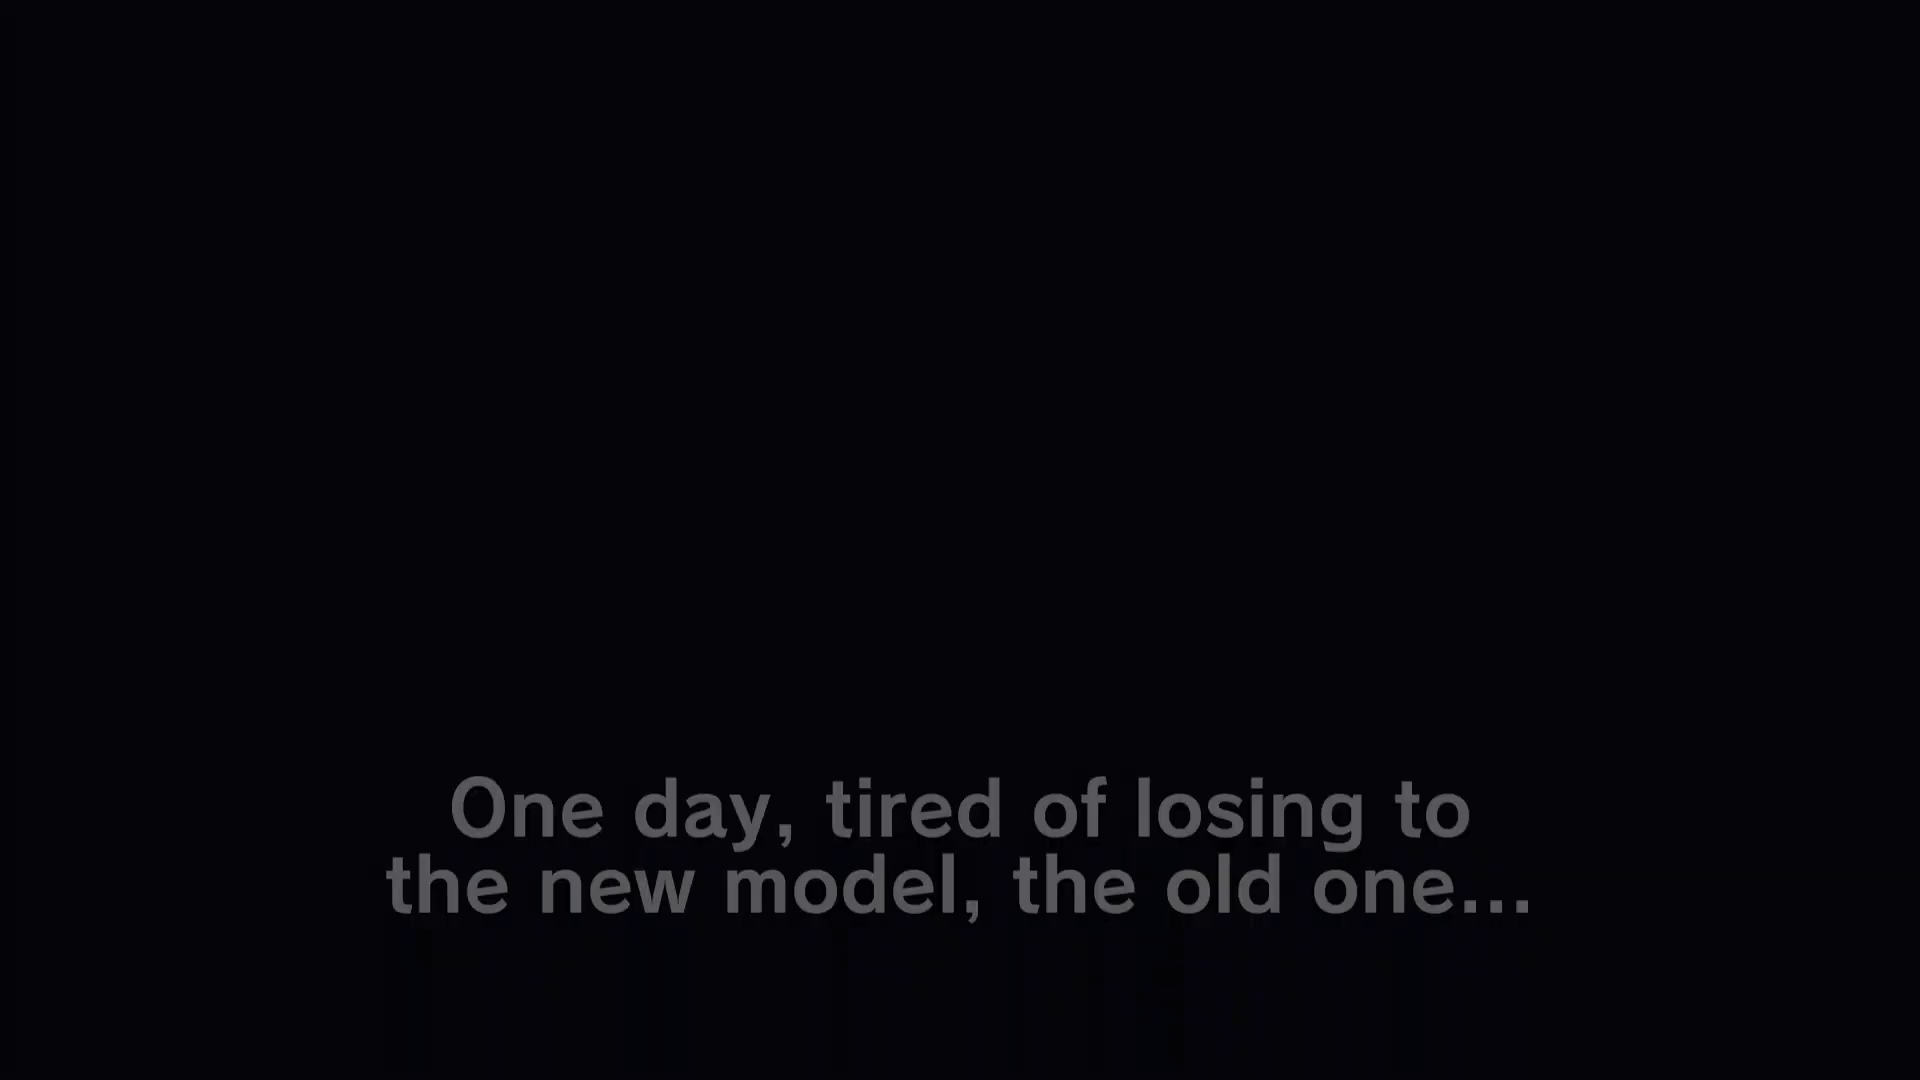 One day, tired of losing to
the new model, the old one...